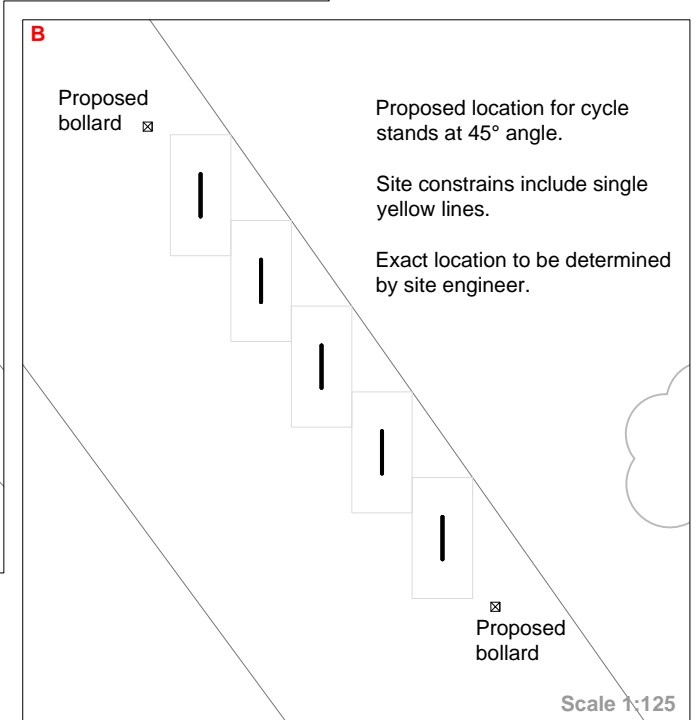 B
Proposed
bollard
Proposed location for cycle
stands at 45° angle.
Site constrains include single
yellow lines.
Exact location to be determined
by site engineer.
Proposed
bollard
Scale 1:125